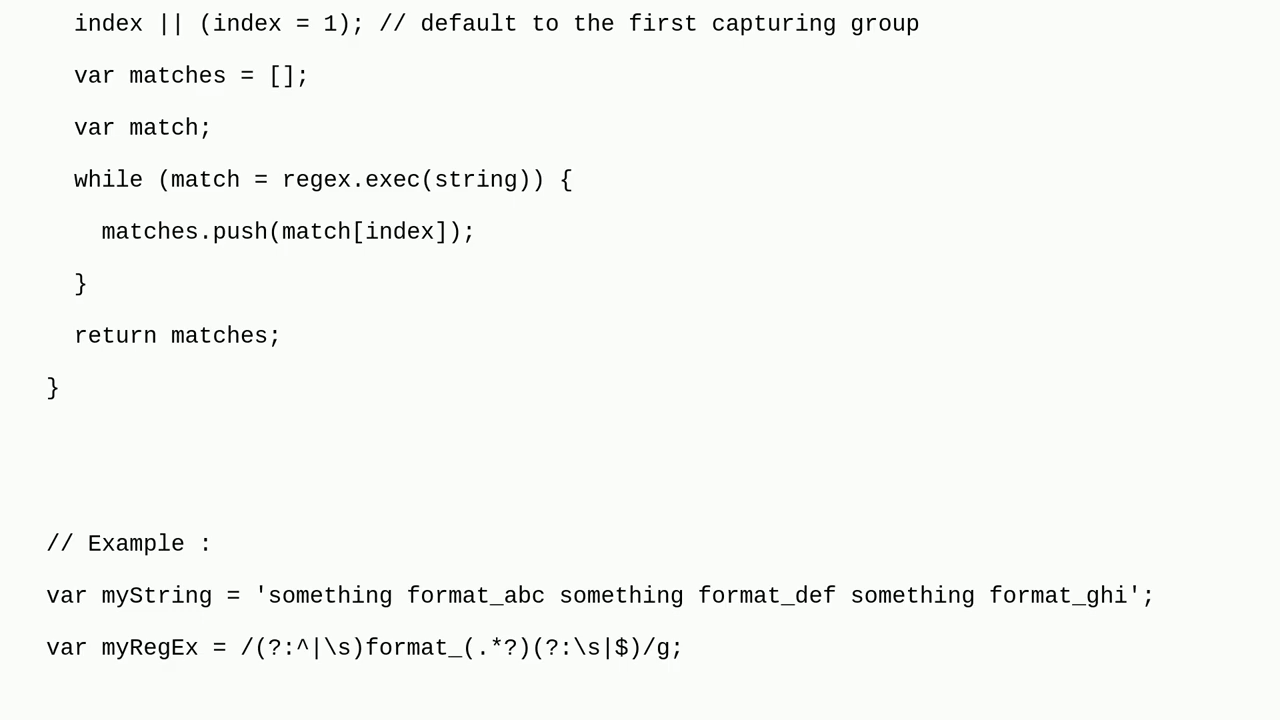 index || (index = 1); // default to the first capturing group
var matches = [];
var match;
while (match = regex.exec(string)) {
matches.push(match[index]);
}
return matches;
}
// Example :
var myString = 'something format_abc something format_def something format_ghi';
var myRegEx = /(?:^|\s)format_(.*?)(?:\s|$)/g;